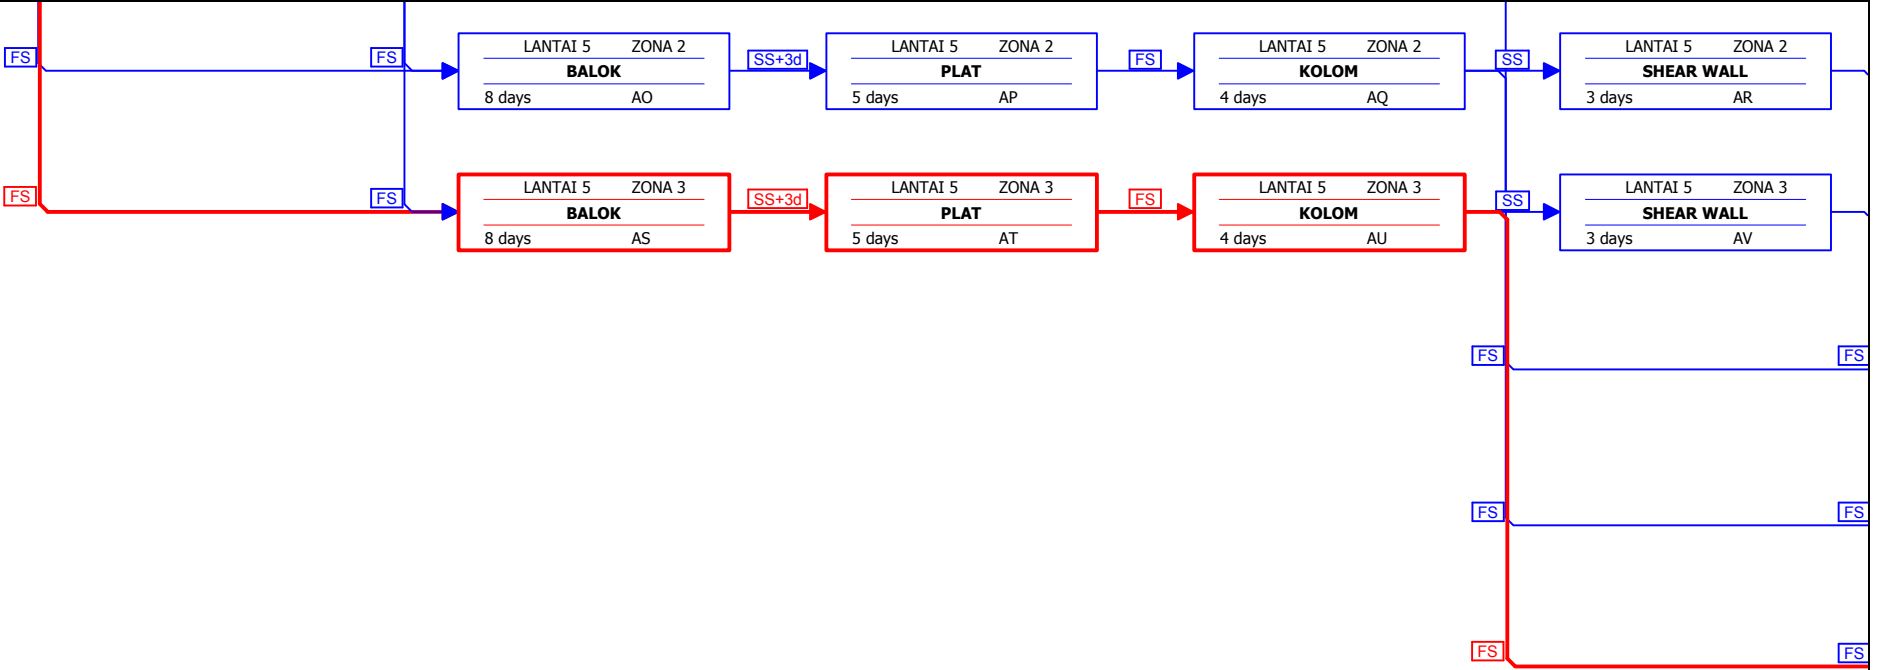 FS
FS
LANTAI 5 ZONA 2
BALOK
8 days AO
SS+3d
LANTAI 5 ZONA 2
PLAT
5 days AP
FS
LANTAI 5 ZONA 2
KOLOM
4 days AQ
SS
LANTAI 5 ZONA 2
SHEAR WALL
3 days AR
FS
FS
LANTAI 5 ZONA 3
BALOK
8 days AS
SS+3d
LANTAI 5 ZONA 3
PLAT
5 days AT
FS
LANTAI 5 ZONA 3
KOLOM
4 days AU
SS
LANTAI 5 ZONA 3
SHEAR WALL
3 days AV
FS
FS
FS
FS
FS
FS